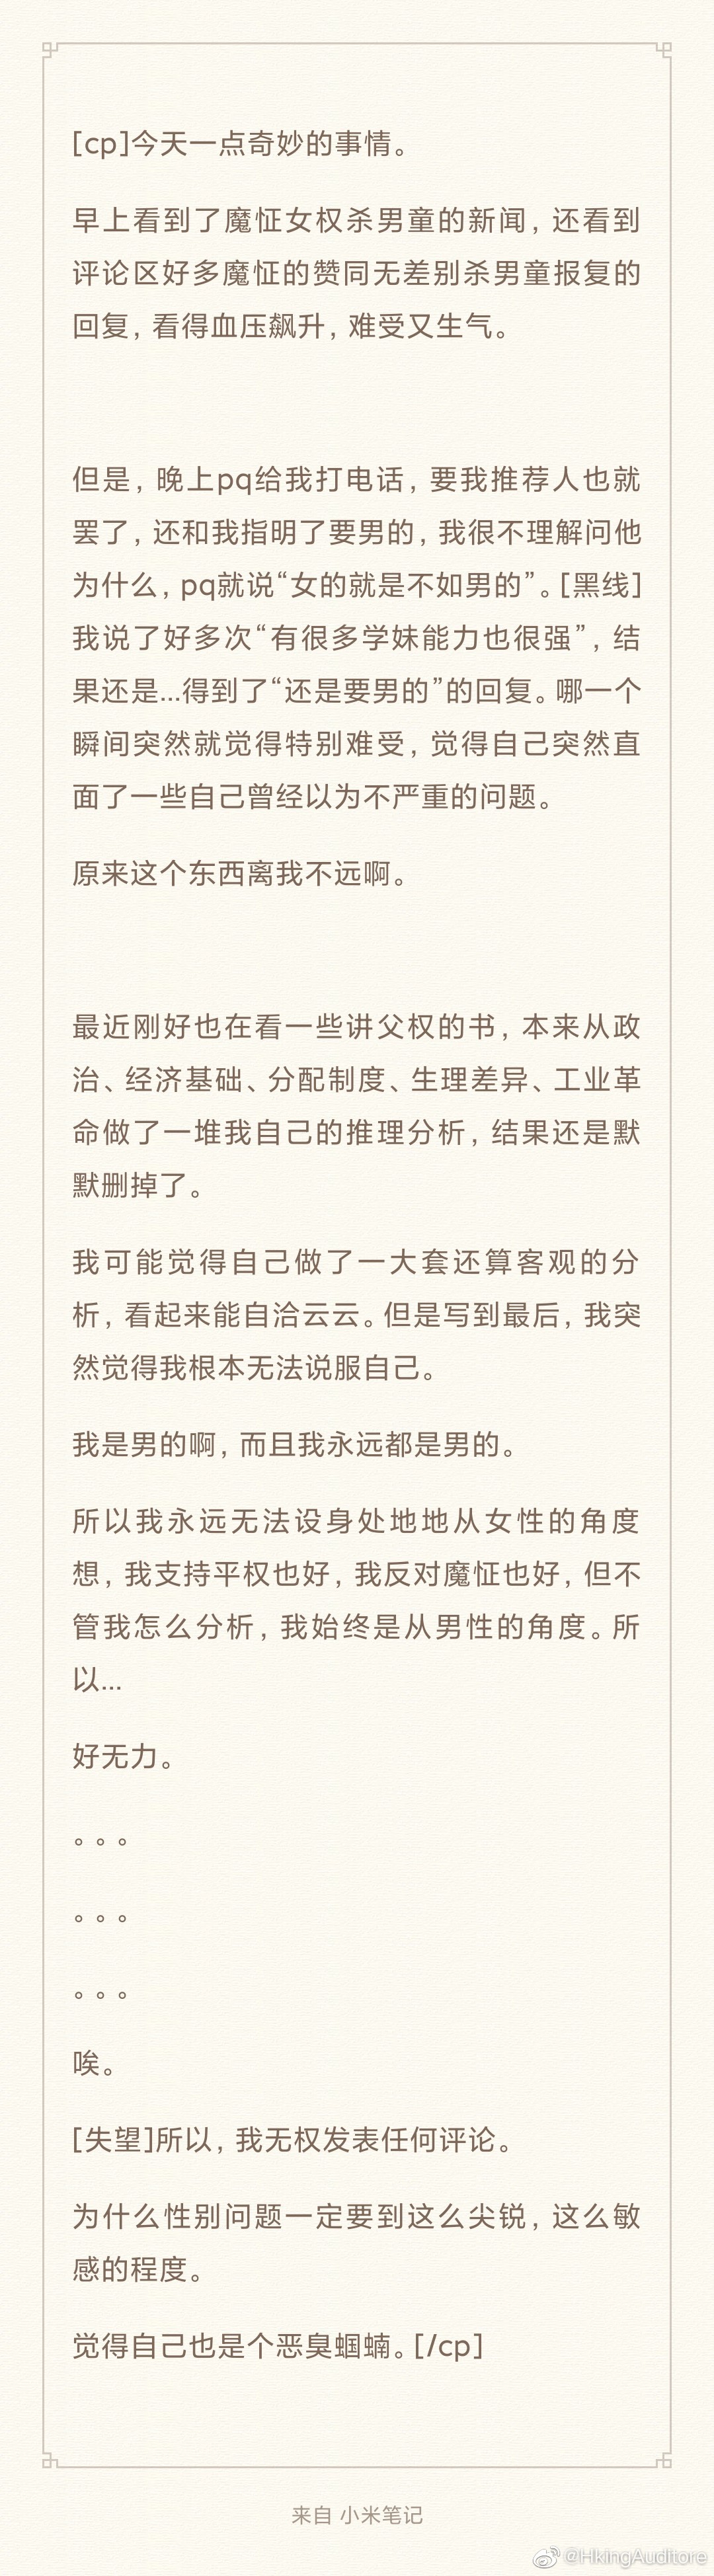 [cp]今天一点奇妙的事情。
早上看到了魔怔女权杀男童的新闻，还看到
评论区好多魔怔的赞同无差别杀男童报复的
回复，看得血压飙升，难受又生气。
但是，晚上pq给我打电话，要我推荐人也就
罢了，还和我指明了要男的，我很不理解问他
为什么，pq就说“女的就是不如男的”。[黑线]
我说了好多次“有很多学妹能力也很强”，结
果还是...得到了“还是要男的”的回复。哪一个
瞬间突然就觉得特别难受，觉得自己突然直
面了一些自己曾经以为不严重的问题。
原来这个东西离我不远啊。
最近刚好也在看一些讲父权的书，本来从政
治、经济基础、分配制度、生理差异、工业革
命做了一堆我自己的推理分析，结果还是默
默删掉了。
我可能觉得自己做了一大套还算客观的分
析，看起来能自洽云云。但是写到最后，我突
然觉得我根本无法说服自己。
我是男的啊，而且我永远都是男的。
所以我永远无法设身处地地从女性的角度
想，我支持平权也好，我反对魔怔也好，但不
管我怎么分析，我始终是从男性的角度。所
以...
好无力。
。。。
。。。
。。。
唉。
[失望]所以，我无权发表任何评论。
为什么性别问题一定要到这么尖锐，这么敏
感的程度。
觉得自己也是个恶臭蝈蝻。[/cp]
来自 小米笔记
@HkingAuditore